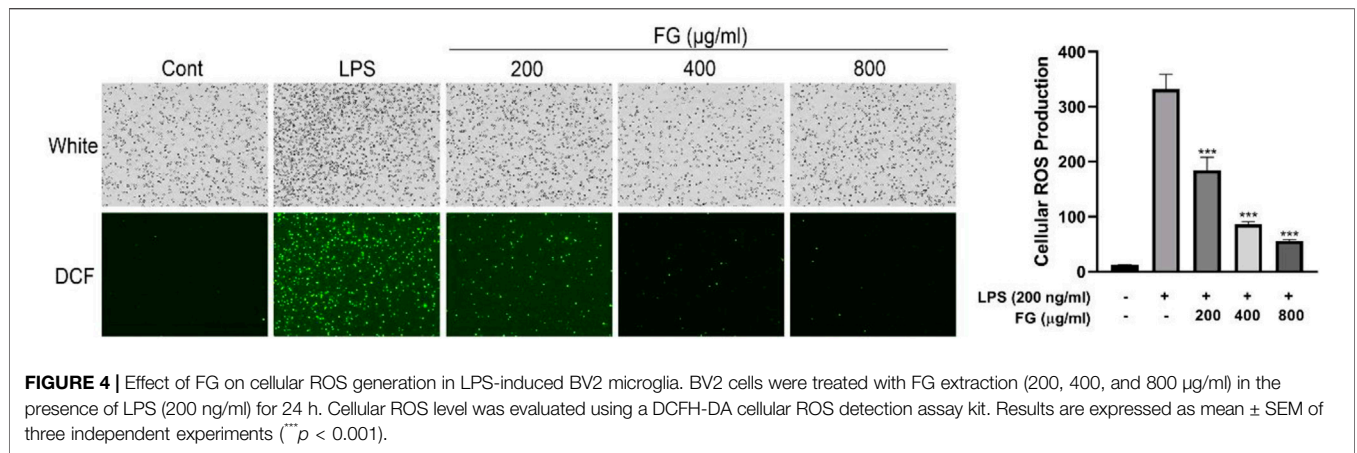 FG (µg/ml)
Cont LPS 200 400 800
White
DCF
Cellular ROS Production
400
300
200
100
0
***
***
***
LPS (200 ng/ml) - + + + +
FG (µg/ml) - - 200 400 800
FIGURE 4 | Effect of FG on cellular ROS generation in LPS-induced BV2 microglia. BV2 cells were treated with FG extraction (200, 400, and 800 µg/ml) in the
presence of LPS (200 ng/ml) for 24 h. Cellular ROS level was evaluated using a DCFH-DA cellular ROS detection assay kit. Results are expressed as mean ± SEM of
three independent experiments (***p < 0.001).